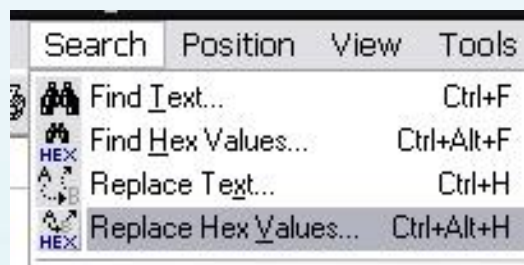 Search Position View Tools
Find Text... Ctrl+F
HEX Find Hex Values... Ctrl+Alt+F
A B Replace Text... Ctrl+H
HEX Replace Hex Values... Ctrl+Alt+H